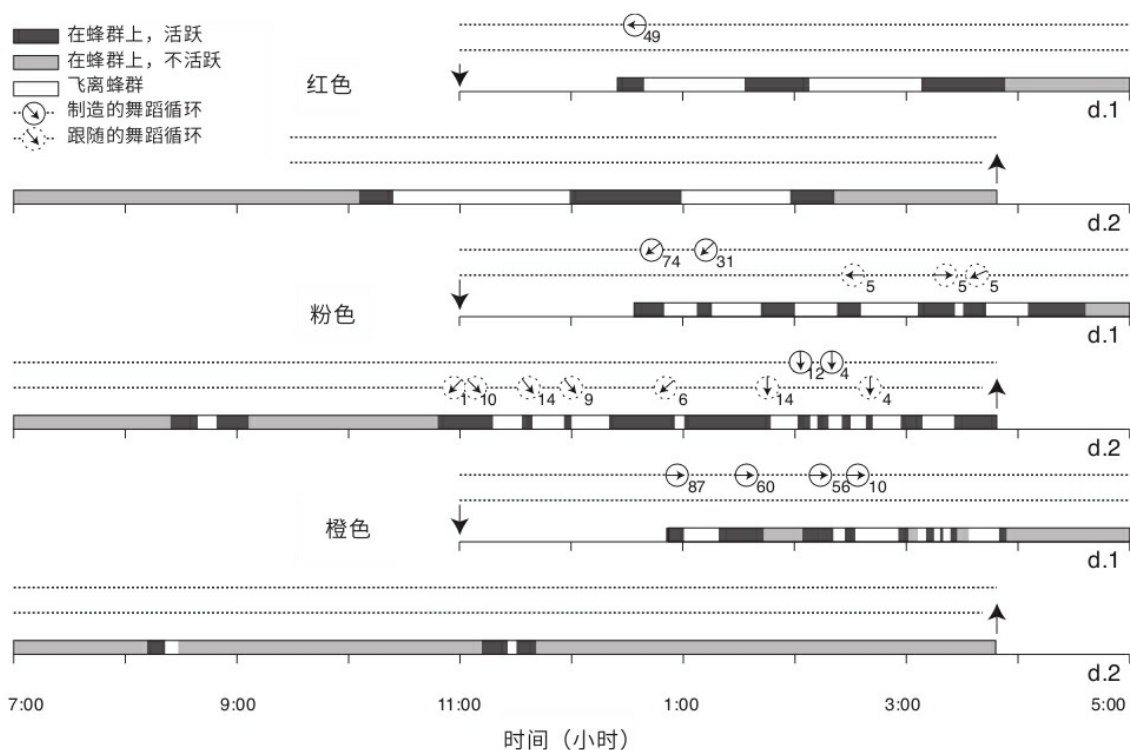 在蜂群上，活跃
在蜂群上，不活跃
飞离蜂群
制造的舞蹈循环
跟随的舞蹈循环
49
红色
d.1
d.2
74 31
5 5 5
粉色
d.1
12 4
1 10 14 9 6 14 4
d.2
87 60 56 10
橙色
d.1
d.2
7:00 9:00 11:00 1:00 3:00 5:00
时间（小时）